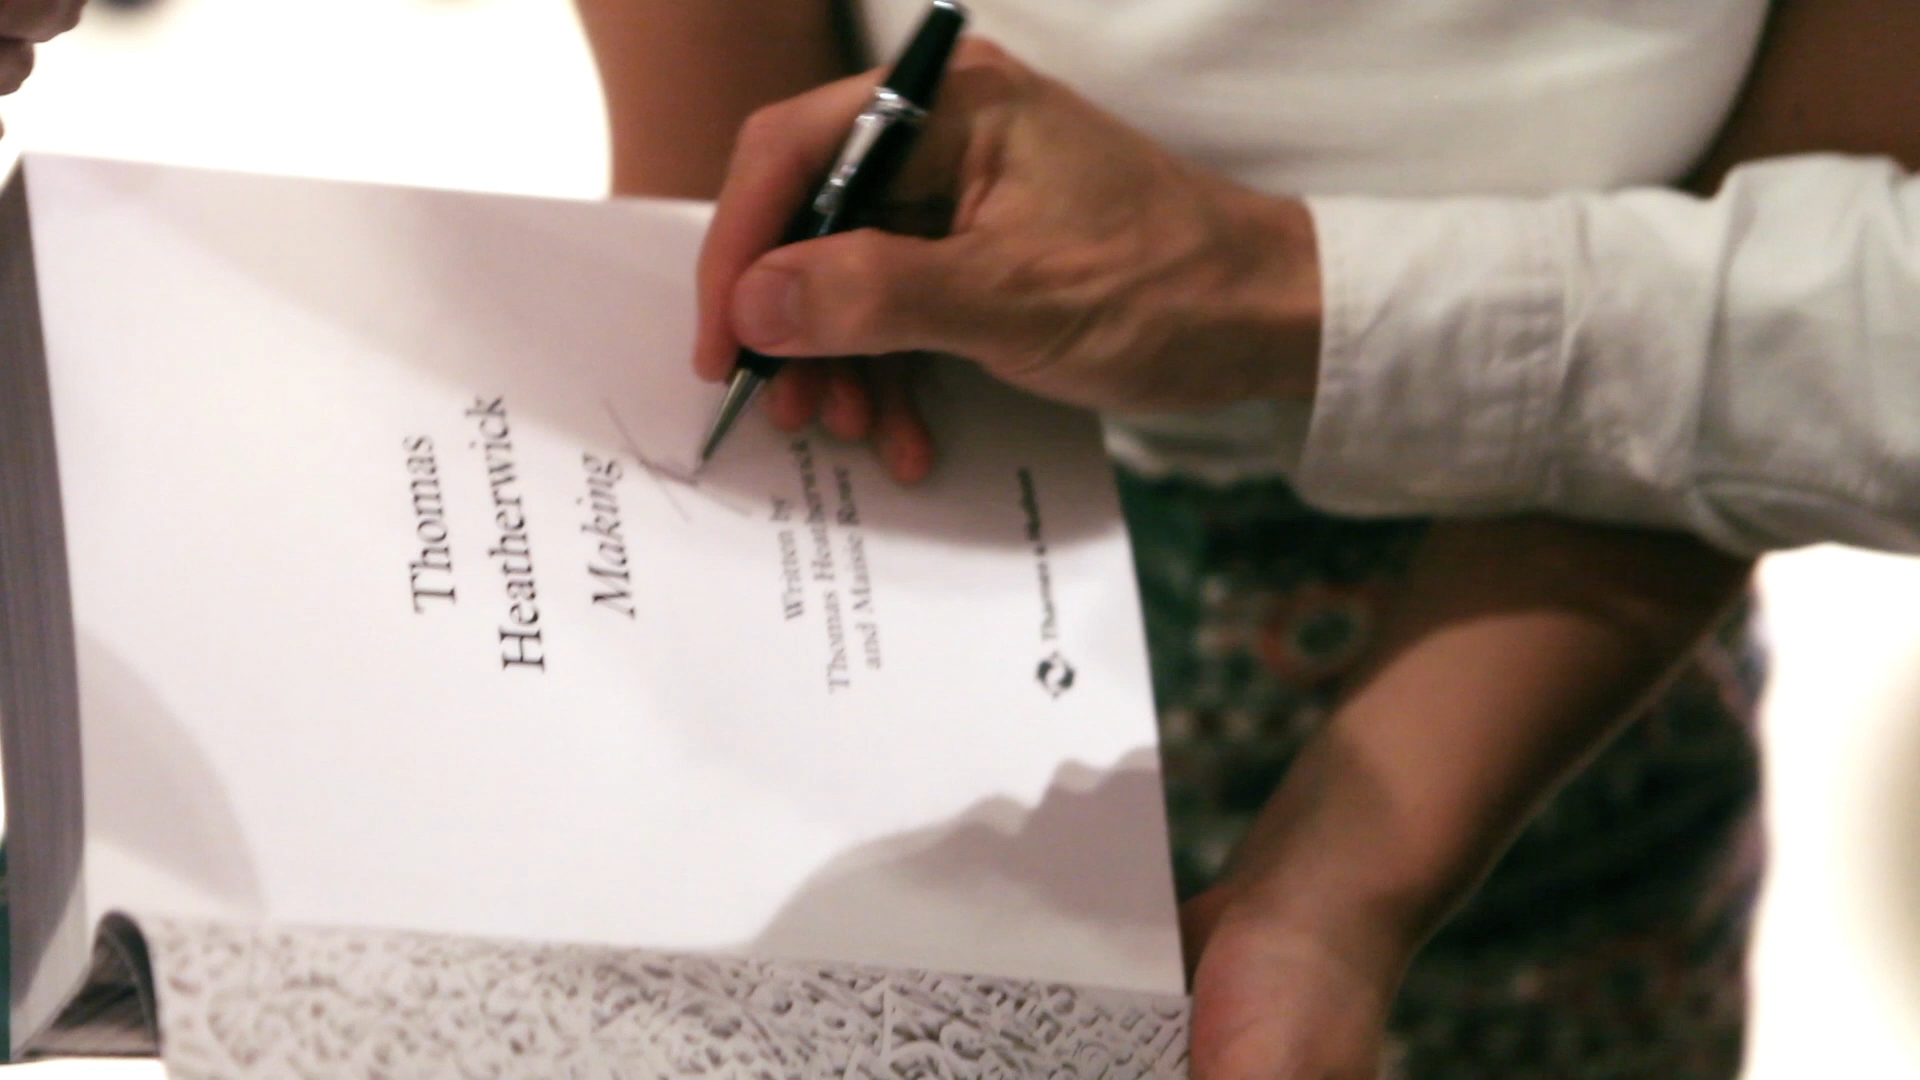 Thomas
Heatherwick
Making
Written by
Thomas Heatherwick
and Maisie Rowe
Thames & Hudson